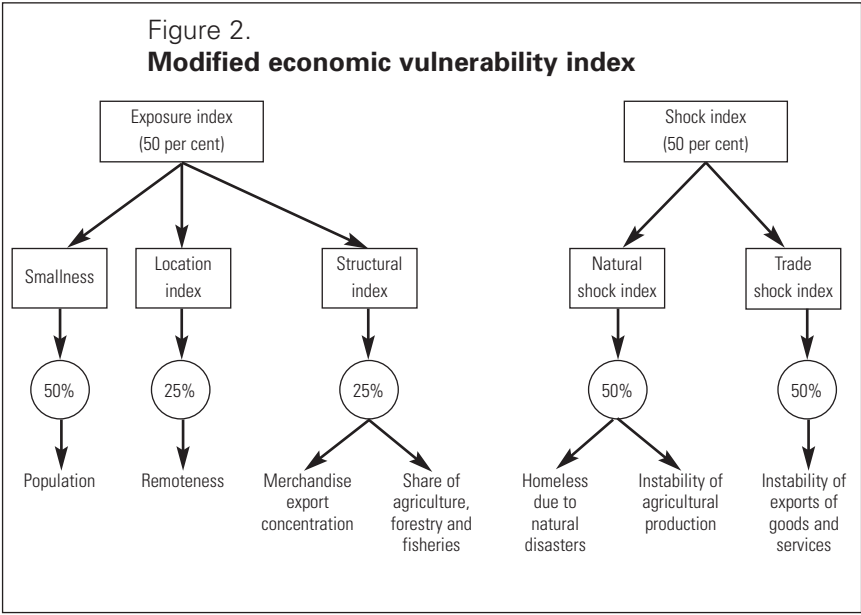 Figure 2.
Modified economic vulnerability index
Exposure index
(50 per cent)
Shock index
(50 per cent)
Smallness
Location
index
Structural
index
Natural
shock index
Trade
shock index
50%
25%
25%
50%
50%
Population
Remoteness
Merchandise
export
concentration
Share of
agriculture,
forestry and
fisheries
Homeless
due to
natural
disasters
Instability of
agricultural
production
Instability of
exports of
goods and
services